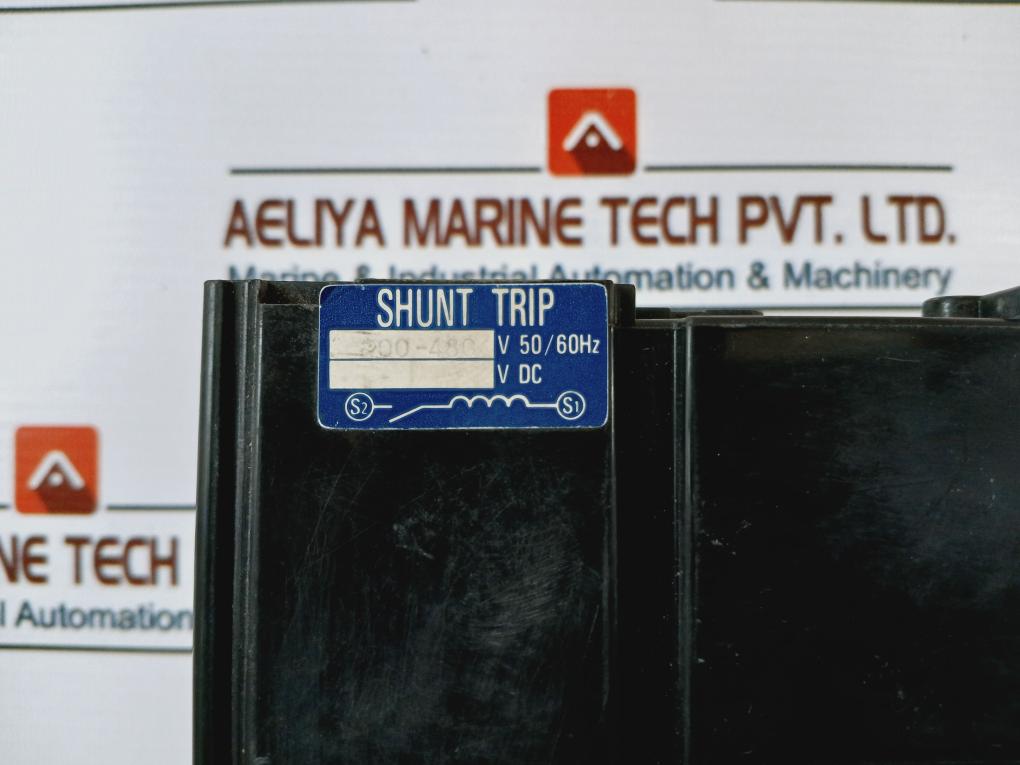 AELIYA MARINE TECH PVT. LTD.
Marine & Industrial Automation & Machinery
SHUNT TRIP
V 50/60Hz
V DC
S2 S1
NE TECH
l Automation